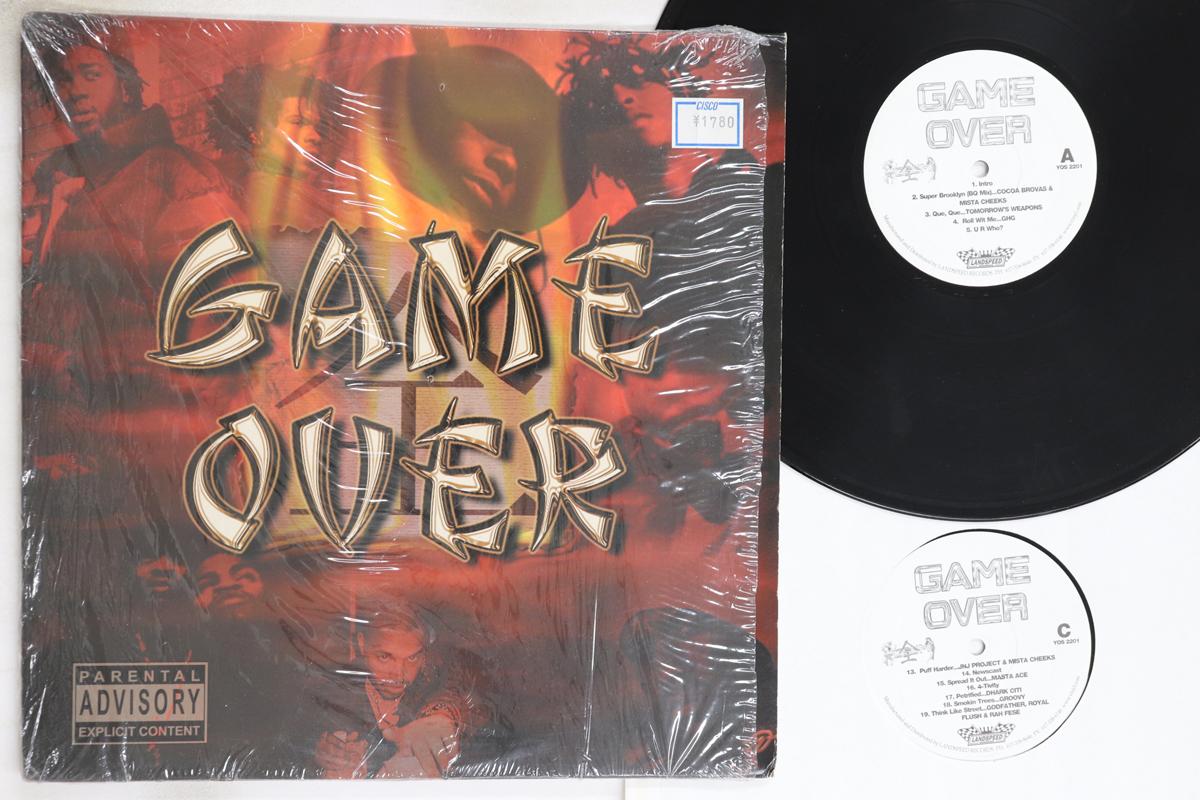 CISCO
¥1780
GAME
OVER
PARENTAL
ADVISORY
EXPLICIT CONTENT
GAME
OVER
A
YOS 2201
1. Intro
2. Super Brooklyn (BQ Mix)...COCOA BROVAS &
MISTA CHEEKS
3. Que, Que...TOMORROW'S WEAPONS
4. Roll Wit Me...GHG
5. U R Who?
LANDSPEED
GAME
OVER
C
YOS 2201
13. Puff Harder...JNJ PROJECT & MISTA CHEEKS
14. Newscast
15. Spread It Out...MASTA ACE
16. 4-Tivity
17. Petrified...DHARK CITI
18. Smokin Trees...GROOVY
19. Think Like Street...GODFATHER, ROYAL
FLUSH & RAH FESE
LANDSPEED